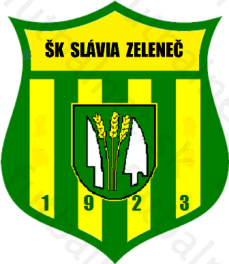 ŠK SLÁVIA ZELENEČ
1 9 2 3